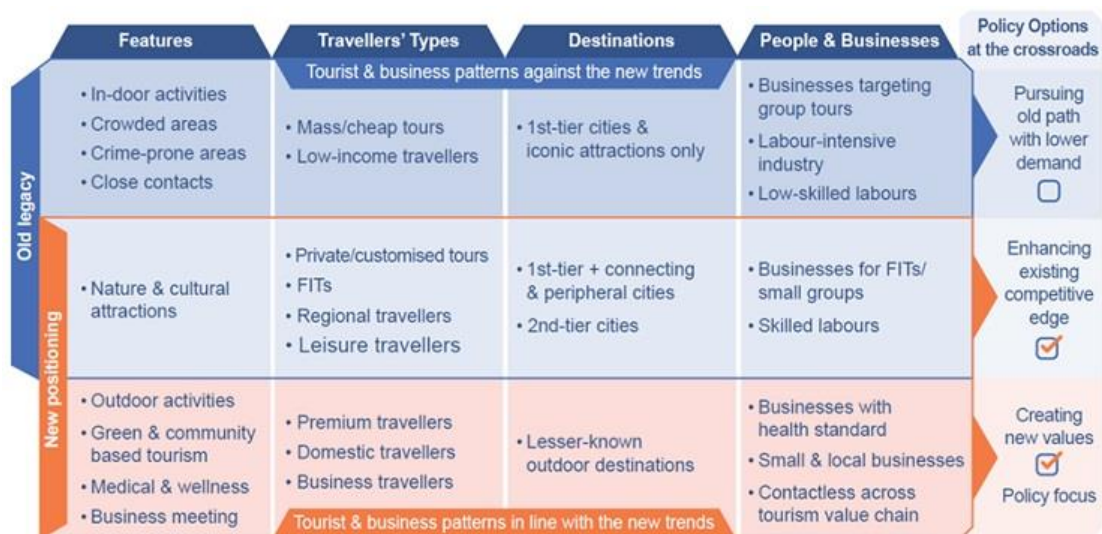 Features
Travellers' Types
Destinations
People & Businesses
Policy Options
at the crossroads
Tourist & business patterns against the new trends
Old legacy
• In-door activities
• Crowded areas
• Crime-prone areas
• Close contacts
• Mass/cheap tours
• Low-income travellers
• 1st-tier cities &
iconic attractions only
• Businesses targeting
group tours
• Labour-intensive
industry
• Low-skilled labours
Pursuing
old path
with lower
demand
New positioning
• Nature & cultural
attractions
• Private/customised tours
• FITs
• Regional travellers
• Leisure travellers
• 1st-tier + connecting
& peripheral cities
• 2nd-tier cities
• Businesses for FITs/
small groups
• Skilled labours
Enhancing
existing
competitive
edge
• Outdoor activities
• Green & community
based tourism
• Medical & wellness
• Business meeting
• Premium travellers
• Domestic travellers
• Business travellers
• Lesser-known
outdoor destinations
• Businesses with
health standard
• Small & local businesses
• Contactless across
tourism value chain
Creating
new values
Policy focus
Tourist & business patterns in line with the new trends